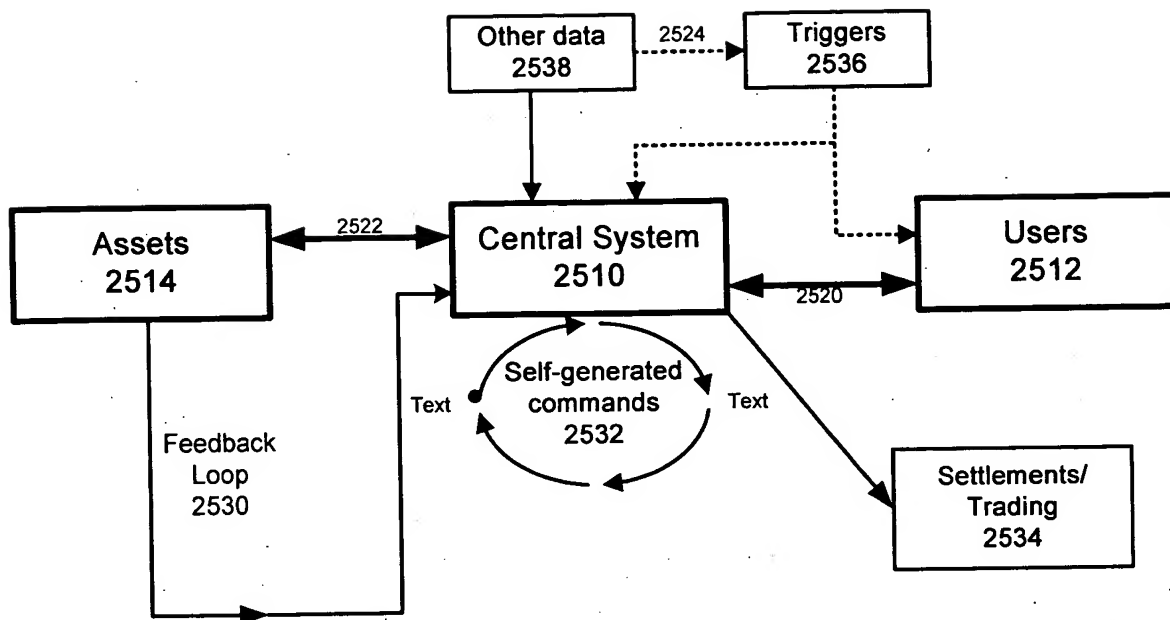 Other data
2538
2524
Triggers
2536
Assets
2514
2522
Central System
2510
Users
2512
2520
Self-generated
commands
2532
Text
Text
Feedback
Loop
2530
Settlements/
Trading
2534